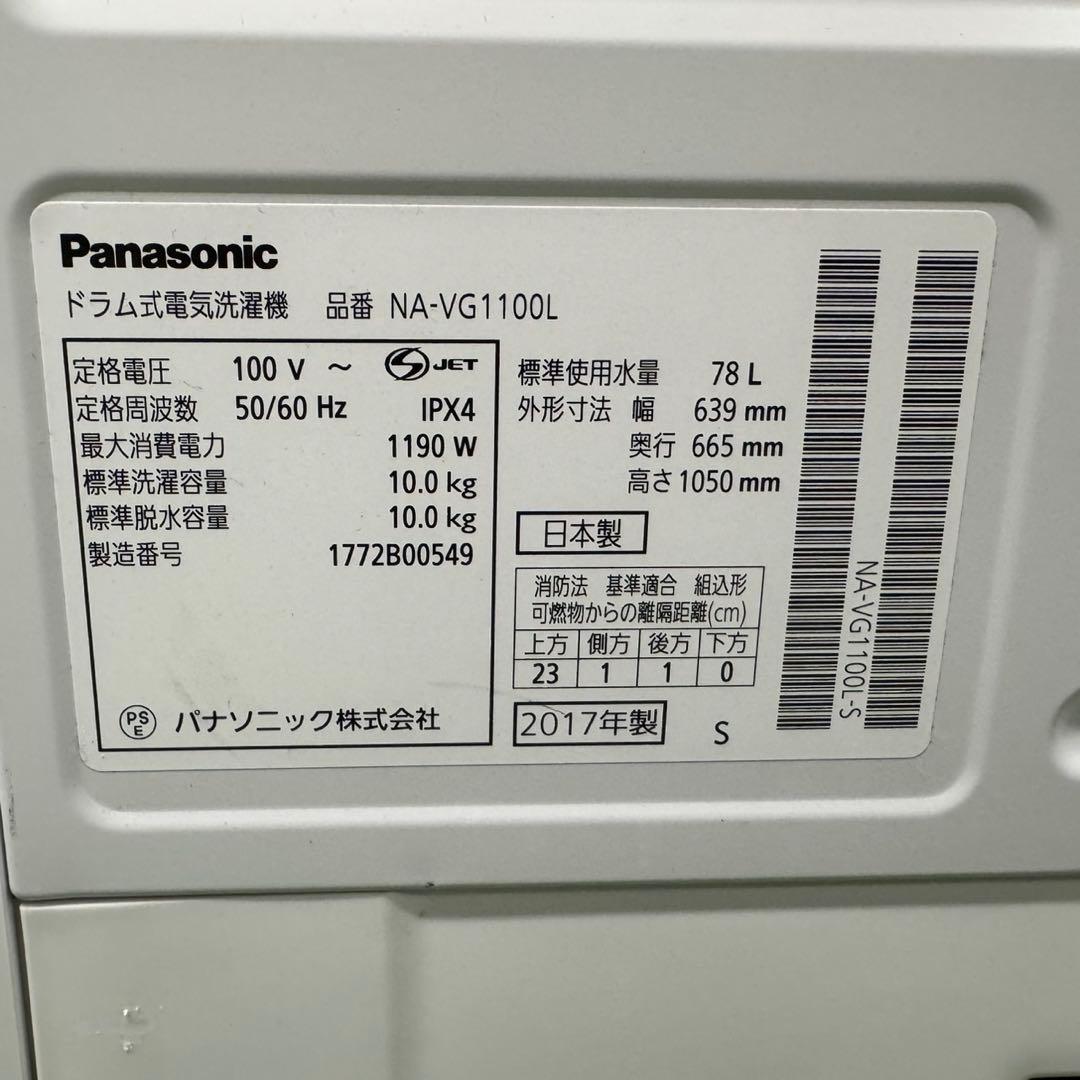 Panasonic
ドラム式電気洗濯機 品番 NA-VG1100L
定格電圧 100 V ～ S JET
定格周波数 50/60 Hz IPX4
最大消費電力 1190 W
標準洗濯容量 10.0 kg
標準脱水容量 10.0 kg
製造番号 1772B00549
PS E パナソニック株式会社
標準使用水量 78 L
外形寸法 幅 639 mm
奥行 665 mm
高さ 1050 mm
日本製
消防法 基準適合 組込形
可燃物からの離隔距離(cm)
上方 側方 後方 下方
23 1 1 0
2017年製 S
NA-VG1100L-S